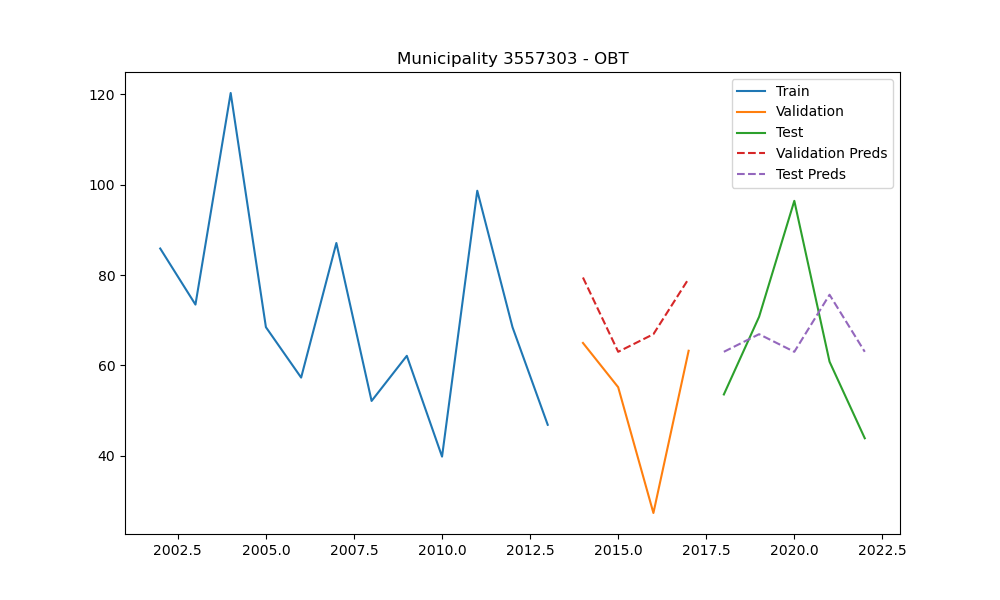 Municipality 3557303 - OBT
Train
Validation
Test
Validation Preds
Test Preds
120
100
80
60
40
2002.5 2005.0 2007.5 2010.0 2012.5 2015.0 2017.5 2020.0 2022.5